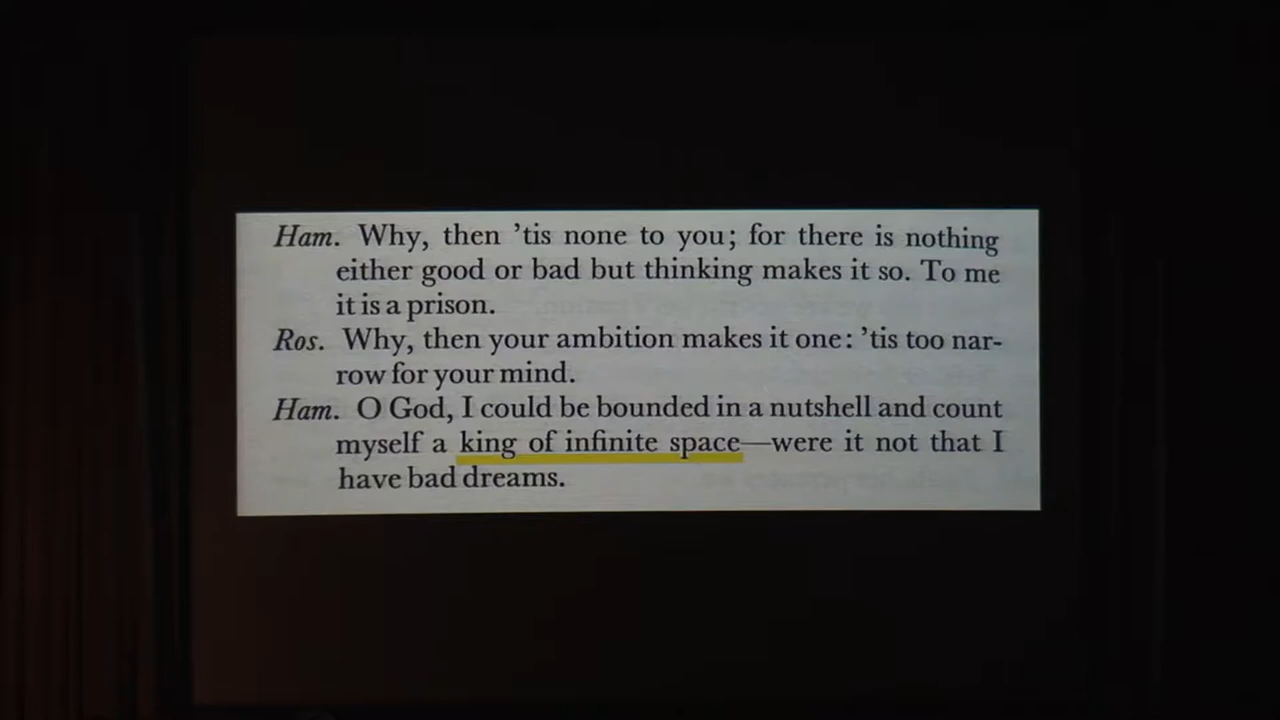 Ham. Why, then ’tis none to you; for there is nothing
either good or bad but thinking makes it so. To me
it is a prison.
Ros. Why, then your ambition makes it one: ’tis too nar-
row for your mind.
Ham. O God, I could be bounded in a nutshell and count
myself a king of infinite space—were it not that I
have bad dreams.